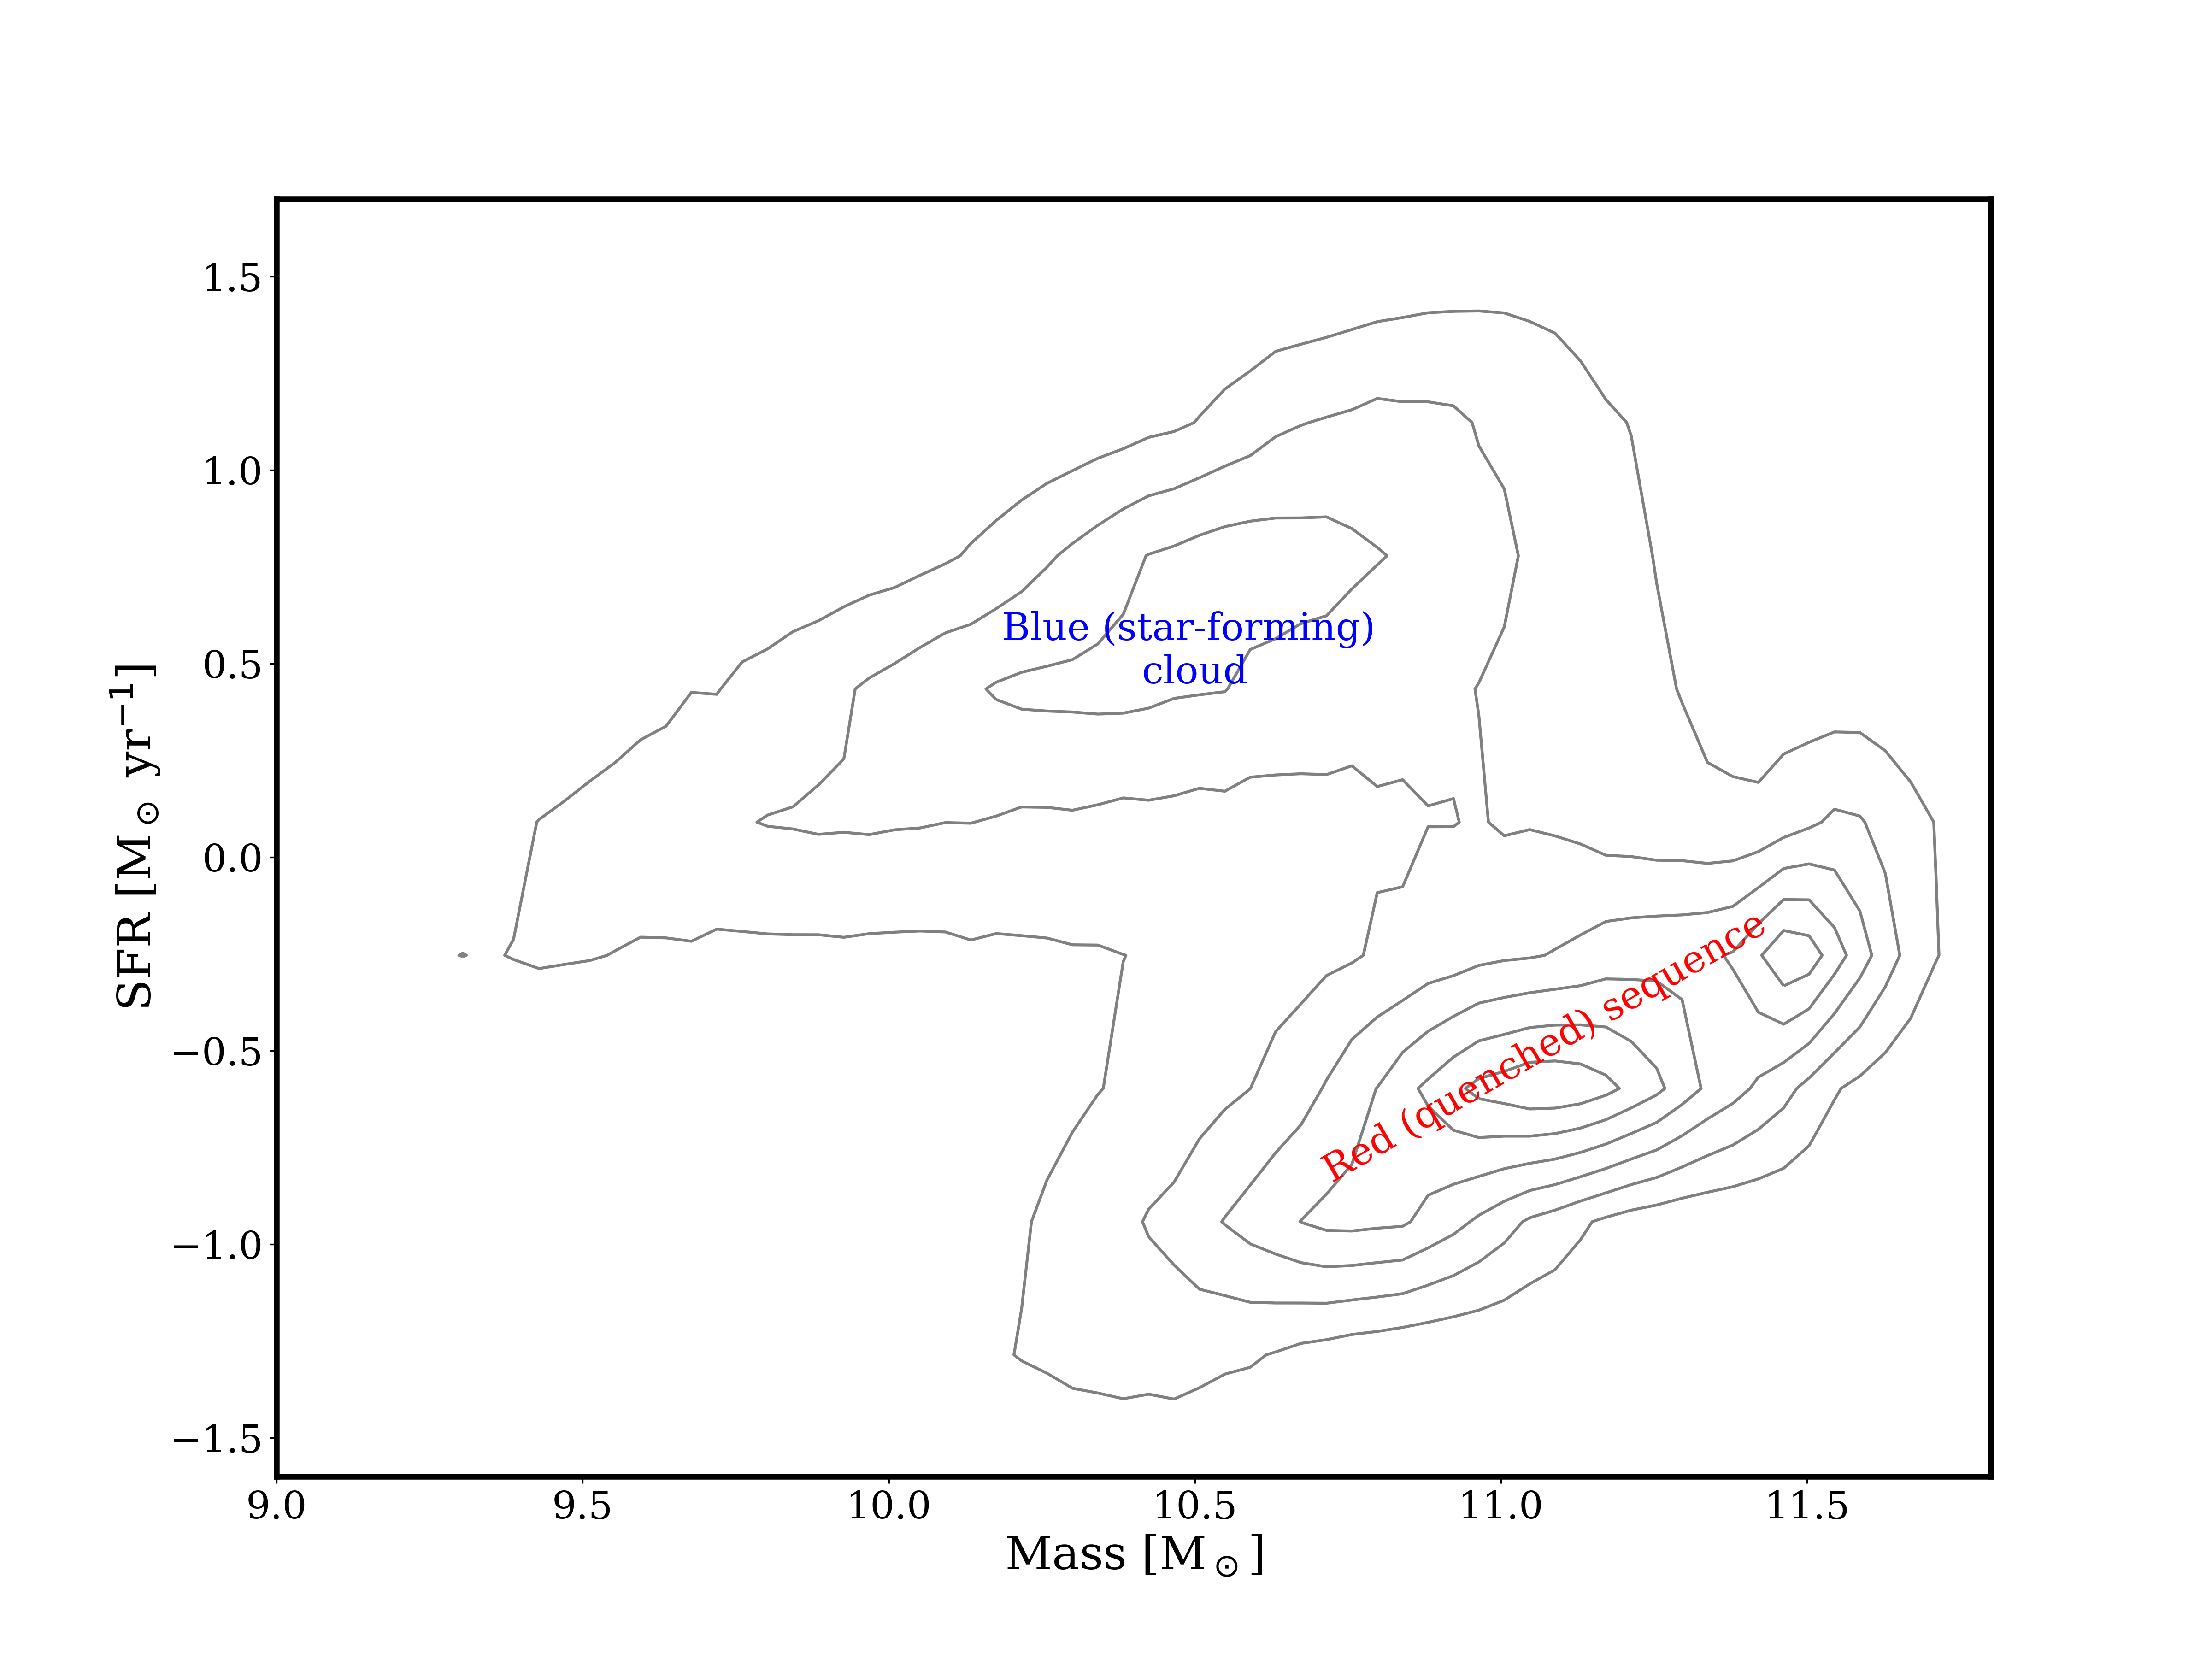 1.5
1.0
0.5
0.0
−0.5
−1.0
−1.5
SFR [M⊙ yr⁻¹]
Blue (star-forming)
cloud
Red (quenched) sequence
9.0 9.5 10.0 10.5 11.0 11.5
Mass [M⊙]